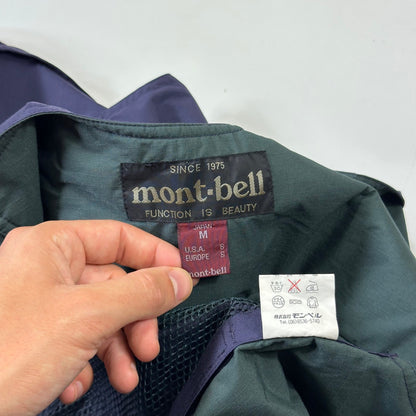 SINCE 1975
mont-bell
FUNCTION IS BEAUTY
JAPAN
M
U.S.A. S
EUROPE S
mont-bell
株式会社 モンベル